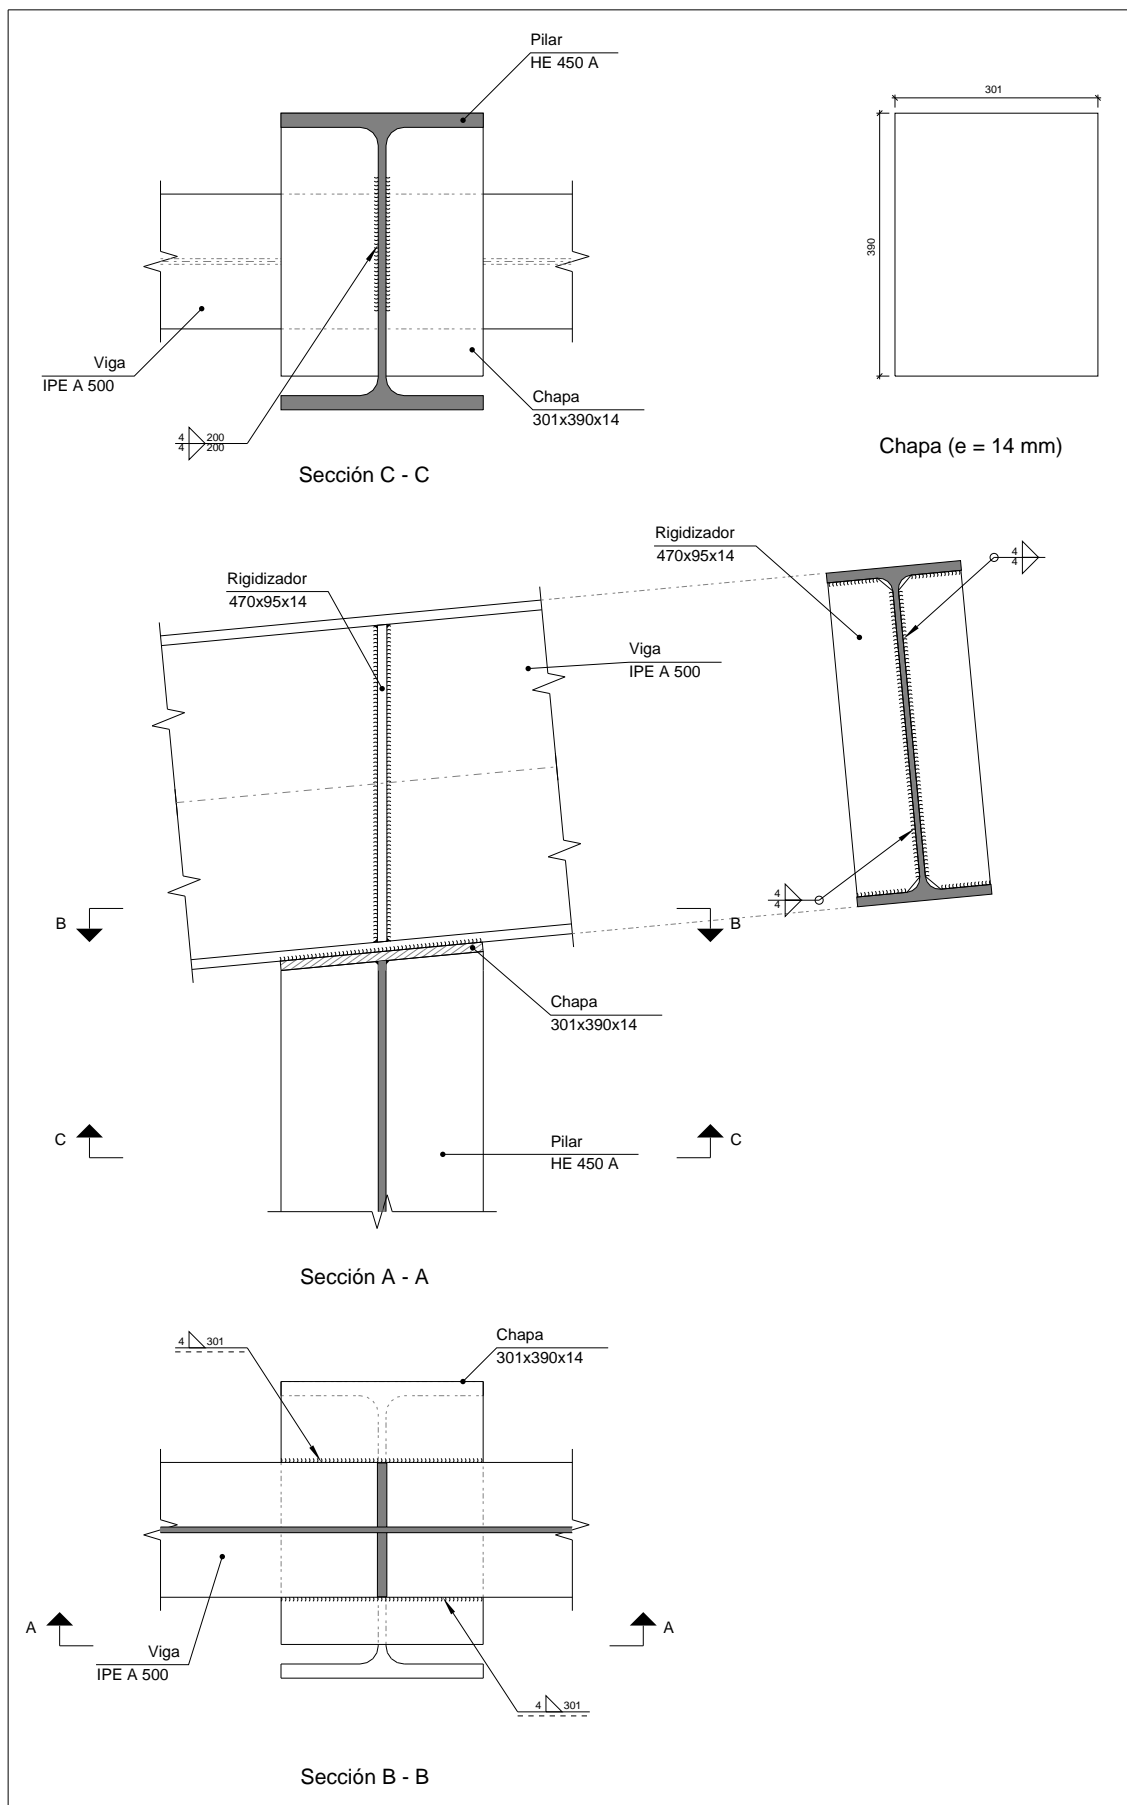 Pilar
HE 450 A
301
390
Viga
IPE A 500
Chapa
301x390x14
4 200
4 200
Sección C - C
Chapa (e = 14 mm)
Rigidizador
470x95x14
4
4
Rigidizador
470x95x14
Viga
IPE A 500
4
4
B
B
Chapa
301x390x14
C
C
Pilar
HE 450 A
Sección A - A
4 301
Chapa
301x390x14
A
A
Viga
IPE A 500
4 301
Sección B - B